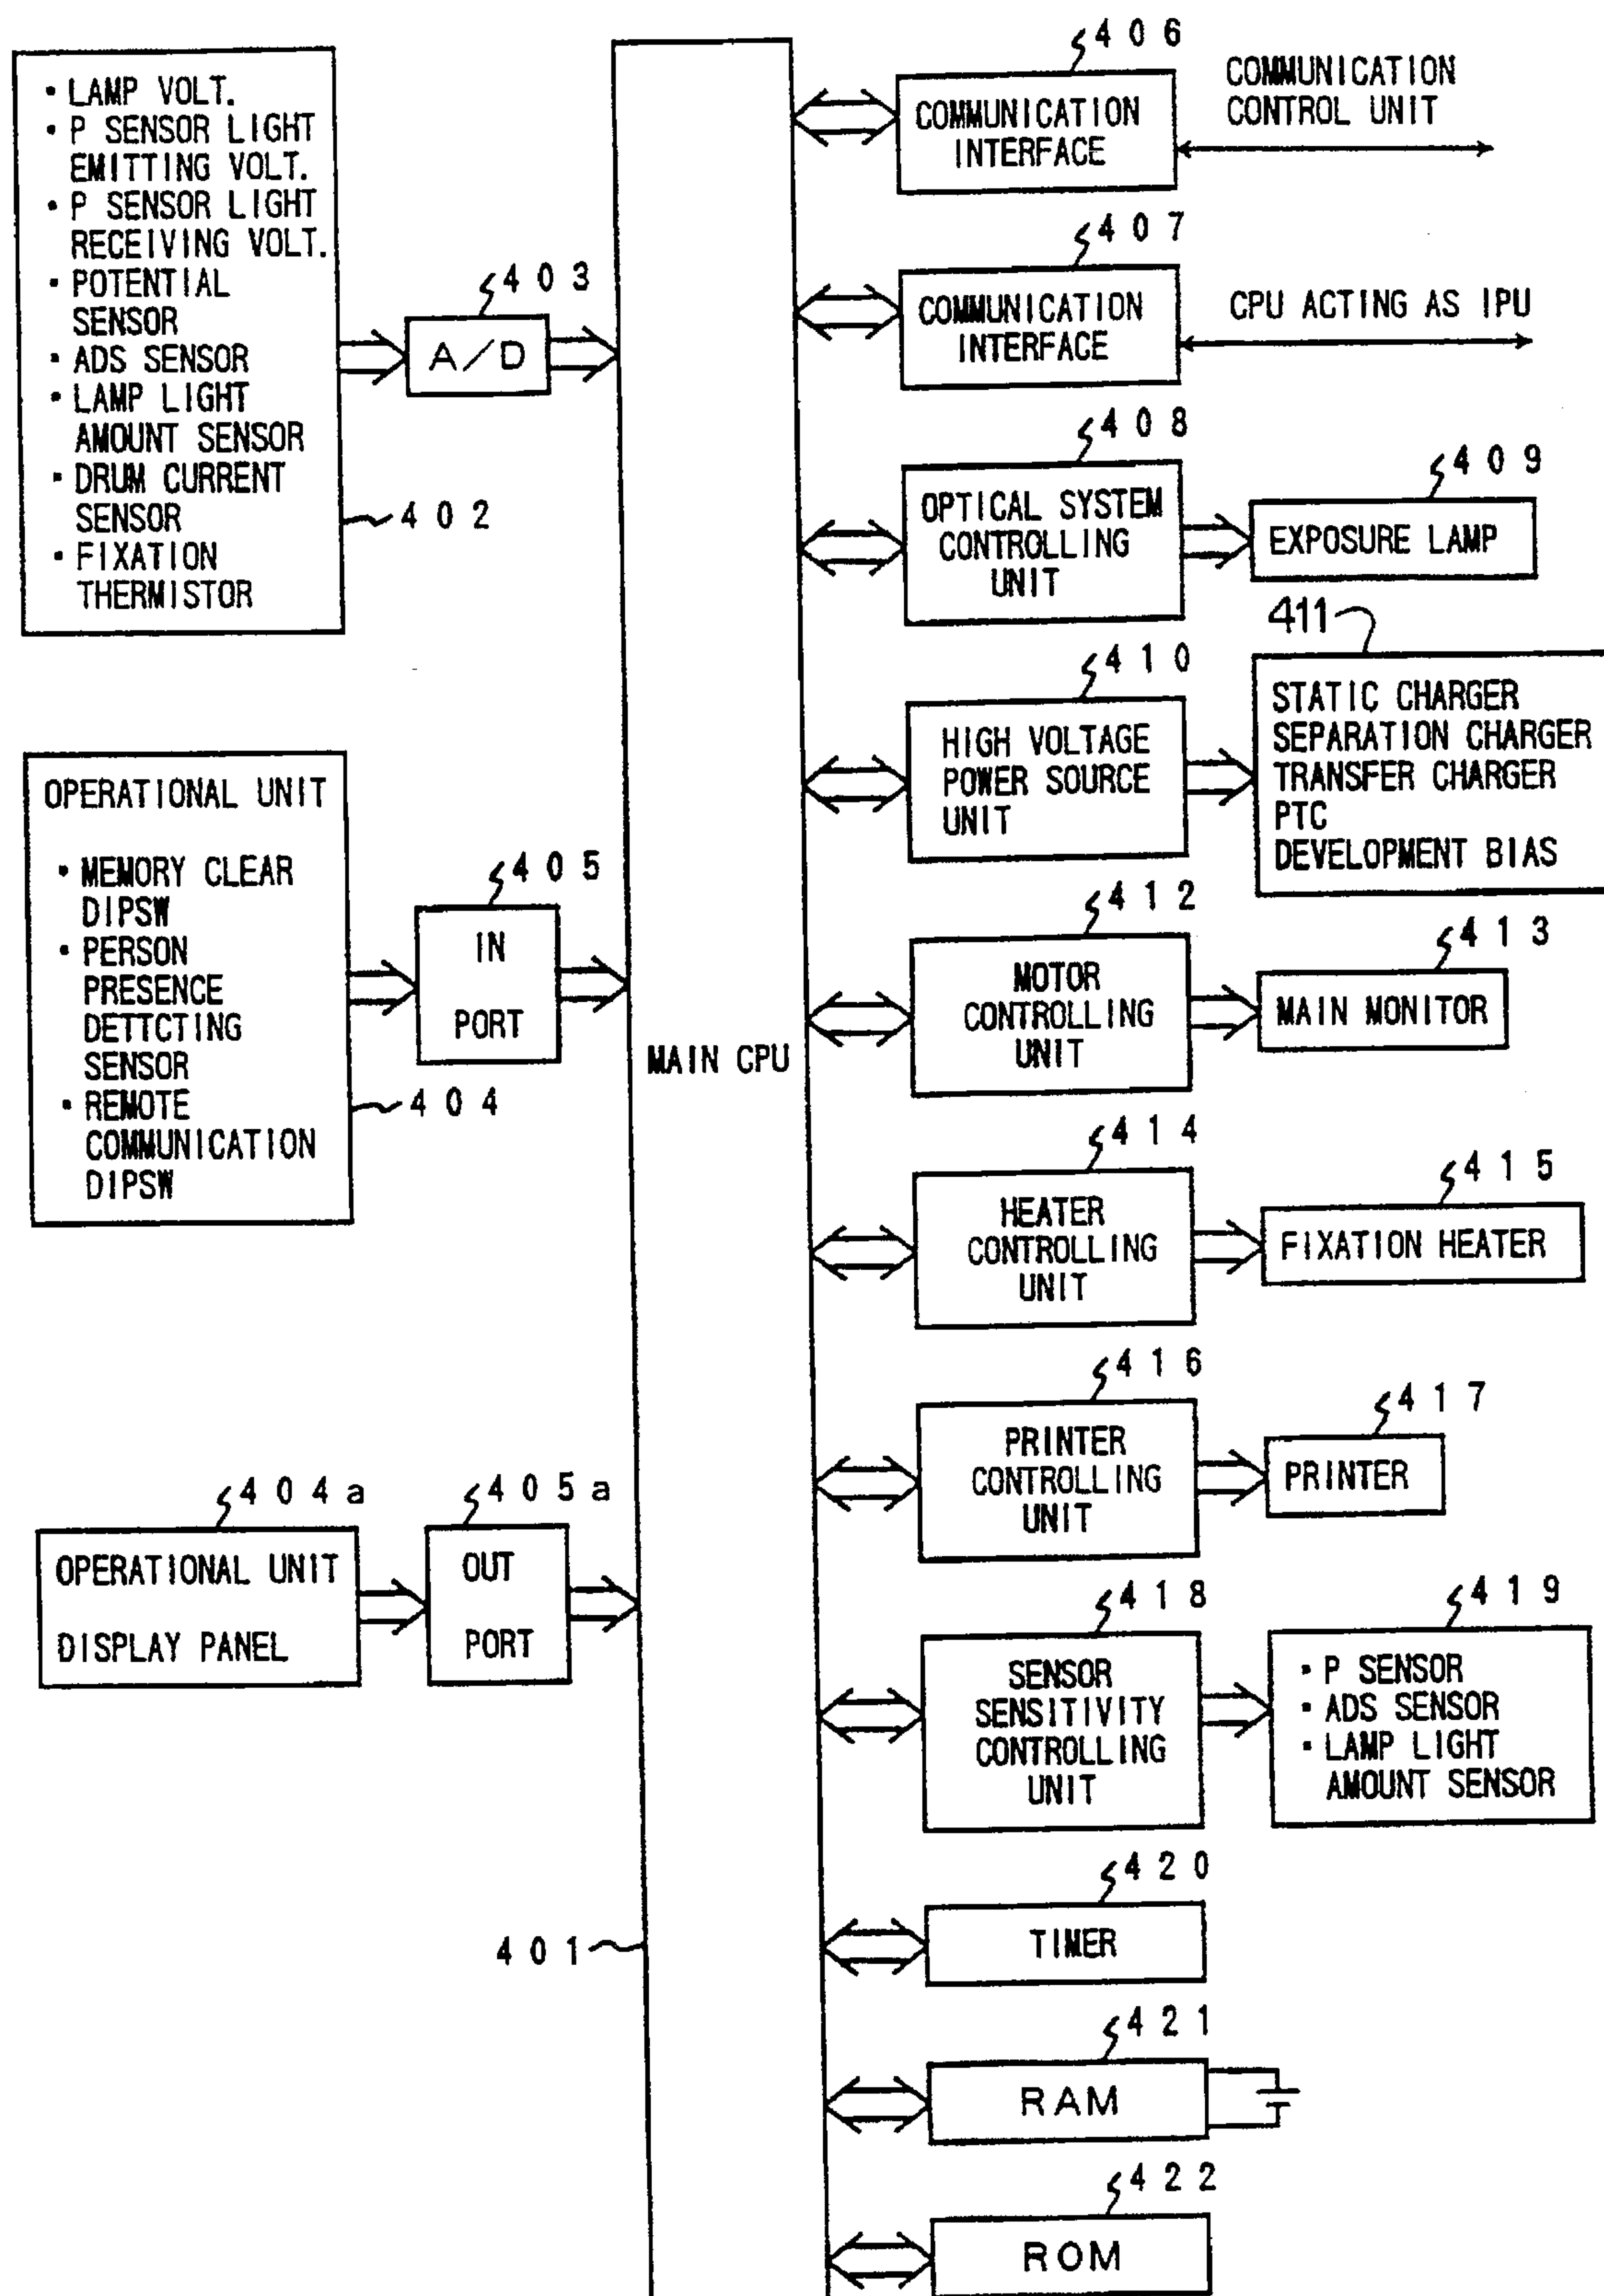 • LAMP VOLT.
• P SENSOR LIGHT
EMITTING VOLT.
• P SENSOR LIGHT
RECEIVING VOLT.
• POTENTIAL
SENSOR
• ADS SENSOR
• LAMP LIGHT
AMOUNT SENSOR
• DRUM CURRENT
SENSOR
• FIXATION
THERMISTOR
402
403
A/D
OPERATIONAL UNIT
• MEMORY CLEAR
DIPSW
• PERSON
PRESENCE
DETTCTING
SENSOR
• REMOTE
COMMUNICATION
DIPSW
404
405
IN
PORT
404a
OPERATIONAL UNIT
DISPLAY PANEL
405a
OUT
PORT
MAIN CPU
401
406
COMMUNICATION
INTERFACE
COMMUNICATION
CONTROL UNIT
407
COMMUNICATION
INTERFACE
CPU ACTING AS IPU
408
OPTICAL SYSTEM
CONTROLLING
UNIT
409
EXPOSURE LAMP
410
HIGH VOLTAGE
POWER SOURCE
UNIT
411
STATIC CHARGER
SEPARATION CHARGER
TRANSFER CHARGER
PTC
DEVELOPMENT BIAS
412
MOTOR
CONTROLLING
UNIT
413
MAIN MONITOR
414
HEATER
CONTROLLING
UNIT
415
FIXATION HEATER
416
PRINTER
CONTROLLING
UNIT
417
PRINTER
418
SENSOR
SENSITIVITY
CONTROLLING
UNIT
419
• P SENSOR
• ADS SENSOR
• LAMP LIGHT
AMOUNT SENSOR
420
TIMER
421
RAM
422
ROM